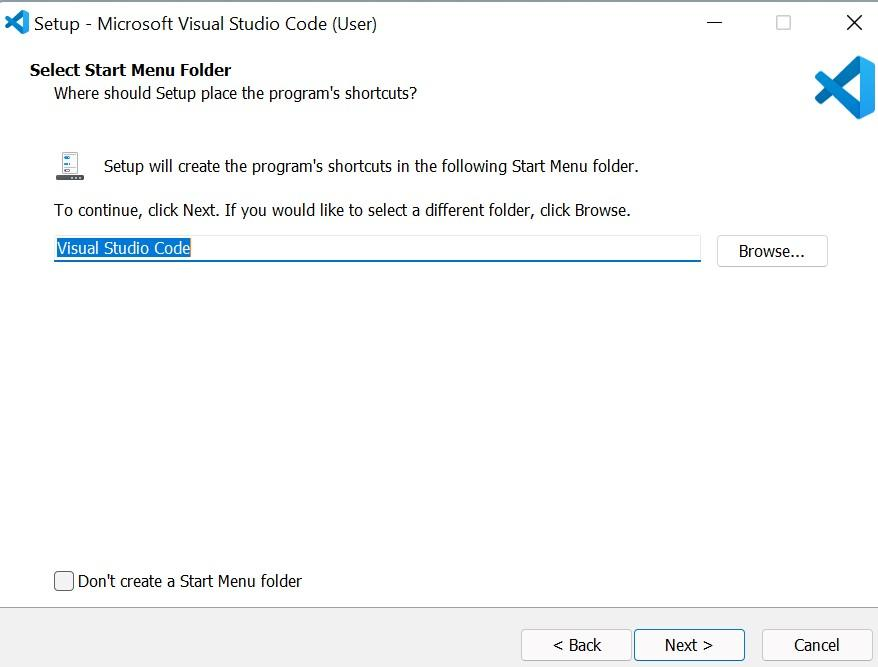 Setup - Microsoft Visual Studio Code (User)
Select Start Menu Folder
Where should Setup place the program's shortcuts?
Setup will create the program's shortcuts in the following Start Menu folder.
To continue, click Next. If you would like to select a different folder, click Browse.
Visual Studio Code
Browse...
Don't create a Start Menu folder
< Back
Next >
Cancel